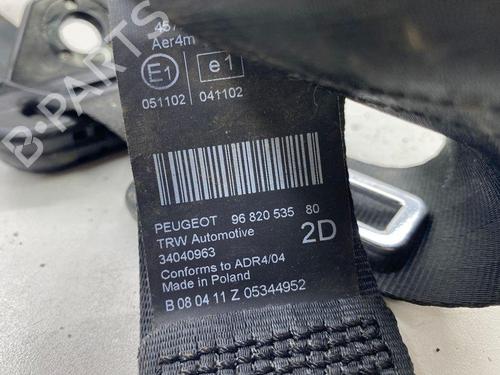 Aer4m
E1 e1
051102 041102
PEUGEOT 96 820 535 80
TRW Automotive 2D
34040963
Conforms to ADR4/04
Made in Poland
B 08 04 11 Z 05344952
B-PARTS